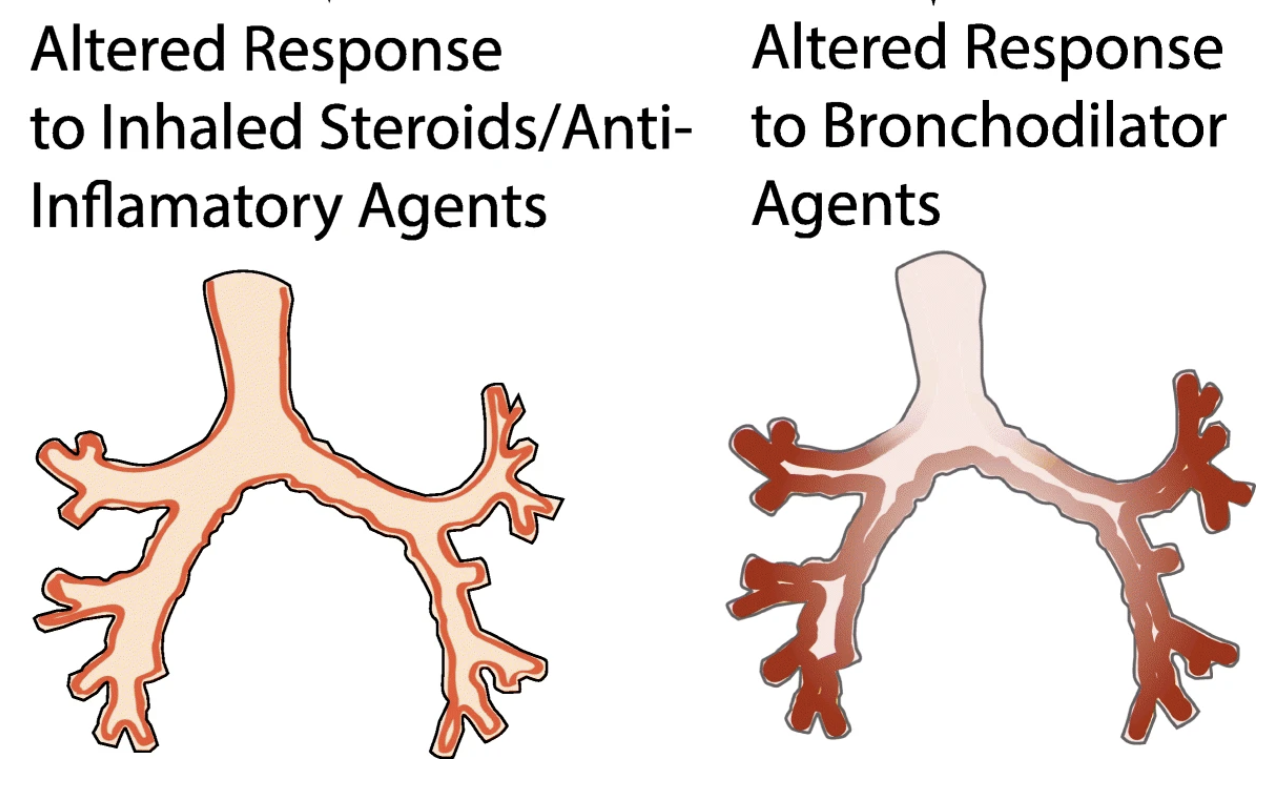 Altered Response
to Inhaled Steroids/Anti-
Inflamatory Agents
Altered Response
to Bronchodilator
Agents